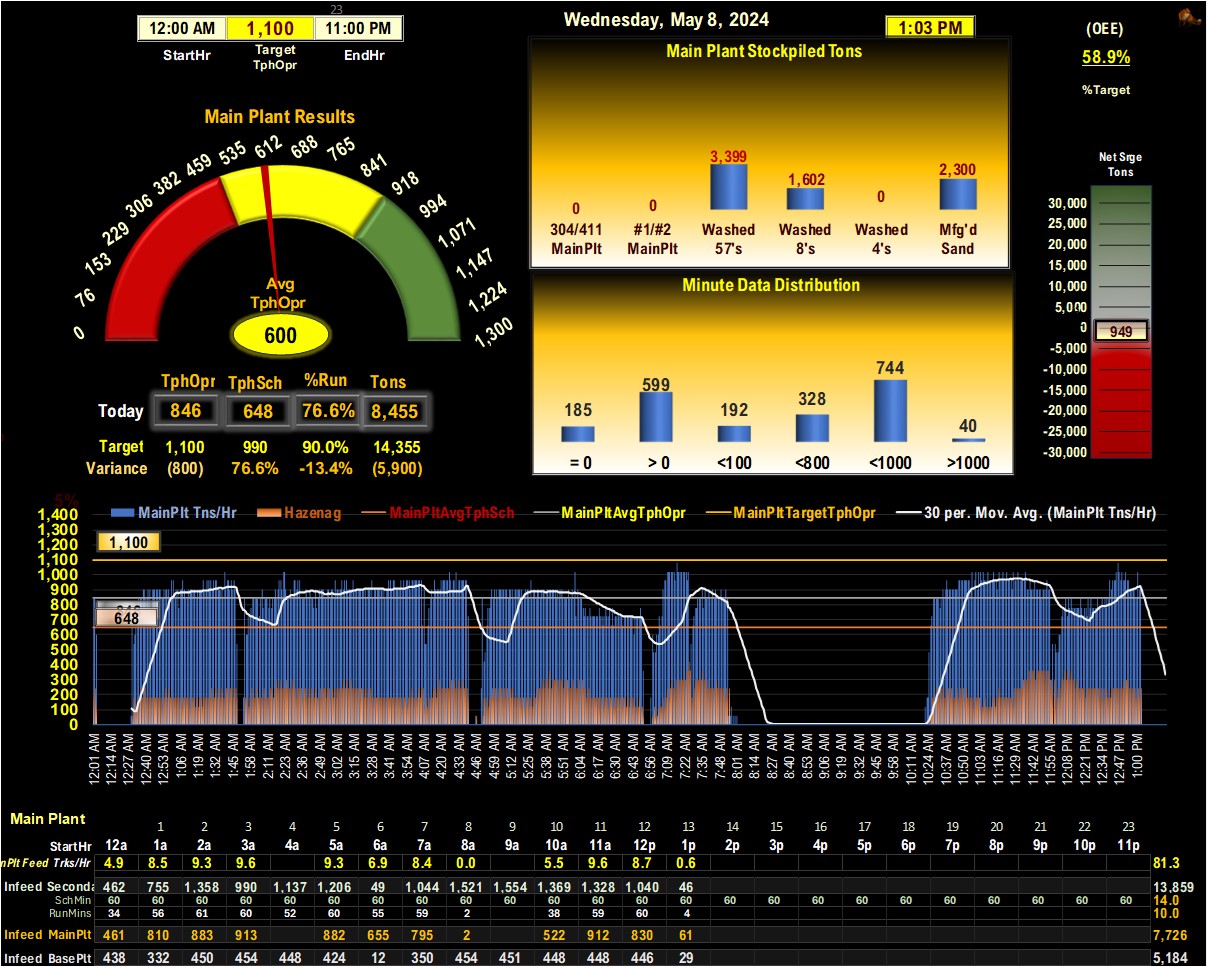 23
12:00 AM 1,100 11:00 PM
StartHr Target TphOpr EndHr
Wednesday, May 8, 2024
1:03 PM
(OEE)
58.9%
%Target
Main Plant Results
0 76 153 229 306 382 459 535 612 688 765 841 918 994 1,071 1,147 1,224 1,300
Avg
TphOpr
600
TphOpr TphSch %Run Tons
Today 846 648 76.6% 8,455
Target 1,100 990 90.0% 14,355
Variance (800) 76.6% -13.4% (5,900)
Main Plant Stockpiled Tons
0 0 3,399 1,602 0 2,300
304/411 #1/#2 Washed Washed Washed Mfg'd
MainPlt MainPlt 57's 8's 4's Sand
Minute Data Distribution
185 599 192 328 744 40
= 0 > 0 <100 <800 <1000 >1000
Net Srge
Tons
30,000
25,000
20,000
15,000
10,000
5,000
0
949
-5,000
-10,000
-15,000
-20,000
-25,000
-30,000
5%
MainPlt Tns/Hr Hazenag MainPltAvgTphSch MainPltAvgTphOpr MainPltTargetTphOpr 30 per. Mov. Avg. (MainPlt Tns/Hr)
1,400
1,300
1,200
1,100
1,000
900
800
700
600
500
400
300
200
100
0
1,100
648
12:01 AM 12:14 AM 12:27 AM 12:40 AM 12:53 AM 1:06 AM 1:19 AM 1:32 AM 1:45 AM 1:58 AM 2:11 AM 2:23 AM 2:36 AM 2:49 AM 3:02 AM 3:15 AM 3:28 AM 3:41 AM 3:54 AM 4:07 AM 4:20 AM 4:33 AM 4:46 AM 4:59 AM 5:12 AM 5:25 AM 5:38 AM 5:51 AM 6:04 AM 6:17 AM 6:30 AM 6:43 AM 6:56 AM 7:09 AM 7:22 AM 7:35 AM 7:48 AM 8:01 AM 8:14 AM 8:27 AM 8:40 AM 8:53 AM 9:06 AM 9:19 AM 9:32 AM 9:45 AM 9:58 AM 10:11 AM 10:24 AM 10:37 AM 10:50 AM 11:03 AM 11:16 AM 11:29 AM 11:42 AM 11:55 AM 12:08 PM 12:21 PM 12:34 PM 12:47 PM 1:00 PM
Main Plant
1 2 3 4 5 6 7 8 9 10 11 12 13 14 15 16 17 18 19 20 21 22 23
StartHr 12a 1a 2a 3a 4a 5a 6a 7a 8a 9a 10a 11a 12p 1p 2p 3p 4p 5p 6p 7p 8p 9p 10p 11p
nPlt Feed Trks/Hr 4.9 8.5 9.3 9.6 9.3 6.9 8.4 0.0 5.5 9.6 8.7 0.6 81.3
Infeed Seconda 462 755 1,358 990 1,137 1,206 49 1,044 1,521 1,554 1,369 1,328 1,040 46 13,859
SchMin 60 60 60 60 60 60 60 60 60 60 60 60 60 60 60 60 60 60 60 60 60 60 60 60 14.0
RunMins 34 56 61 60 52 60 55 59 2 38 59 60 4 10.0
Infeed MainPlt 461 810 883 913 882 655 795 2 522 912 830 61 7,726
Infeed BasePlt 438 332 450 454 448 424 12 350 454 451 448 448 446 29 5,184